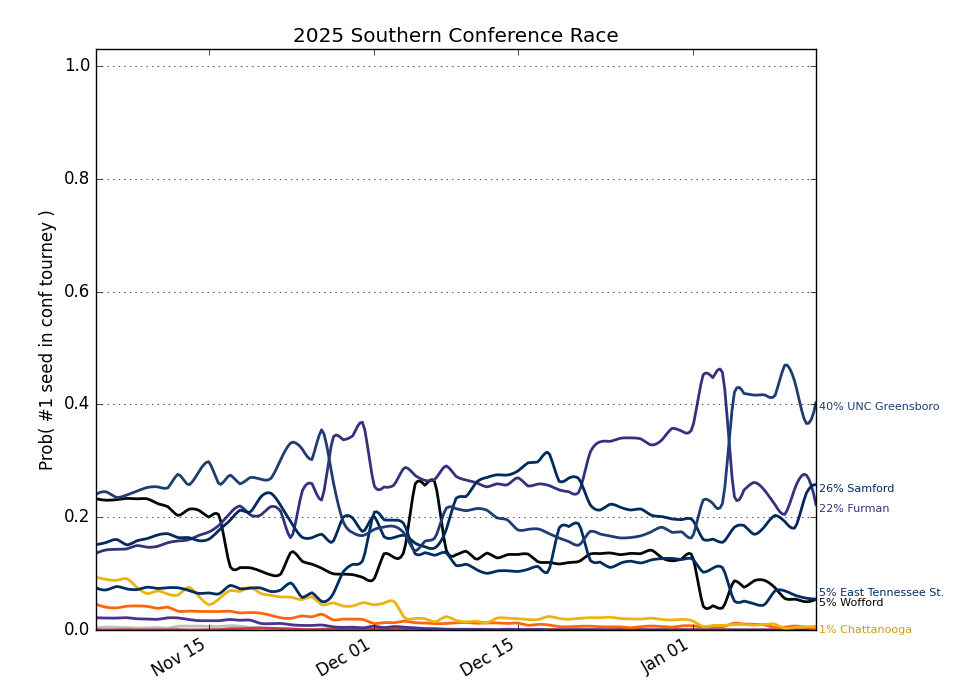 2025 Southern Conference Race
Prob( #1 seed in conf tourney )
1.0
0.8
0.6
0.4
0.2
0.0
Nov 15
Dec 01
Dec 15
Jan 01
40% UNC Greensboro
26% Samford
22% Furman
5% East Tennessee St.
5% Wofford
1% Chattanooga